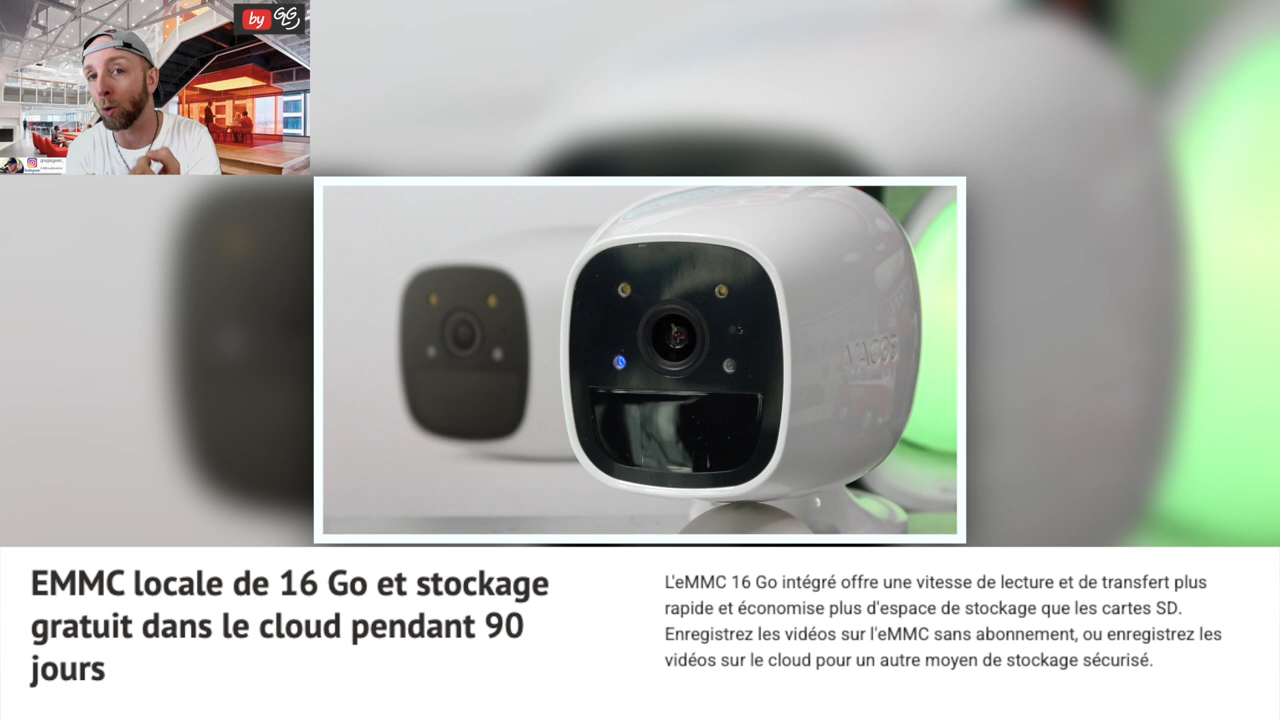 by GLG
VACOS
EMMC locale de 16 Go et stockage
gratuit dans le cloud pendant 90
jours
L'eMMC 16 Go intégré offre une vitesse de lecture et de transfert plus
rapide et économise plus d'espace de stockage que les cartes SD.
Enregistrez les vidéos sur l'eMMC sans abonnement, ou enregistrez les
vidéos sur le cloud pour un autre moyen de stockage sécurisé.